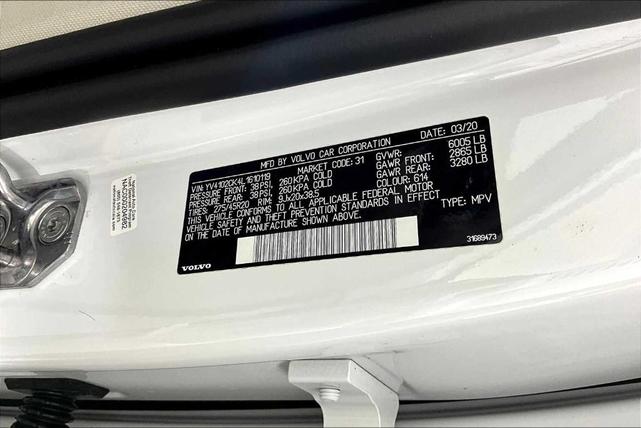 MFD BY VOLVO CAR CORPORATION DATE: 03/20
VIN: YV4102CK4L1610119 MARKET CODE: 31
PRESSURE FRONT: 38 PSI, 260 KPA COLD GVWR: 6005 LB
PRESSURE REAR: 38 PSI, 260 KPA COLD GAWR FRONT: 2865 LB
TIRES: 275/45R20 RIMS: 9Jx20x38.5 GAWR REAR: 3280 LB
COLOUR: 614
THIS VEHICLE CONFORMS TO ALL APPLICABLE FEDERAL MOTOR
VEHICLE SAFETY AND THEFT PREVENTION STANDARDS IN EFFECT
ON THE DATE OF MANUFACTURE SHOWN ABOVE. TYPE: MPV
VOLVO
31689473